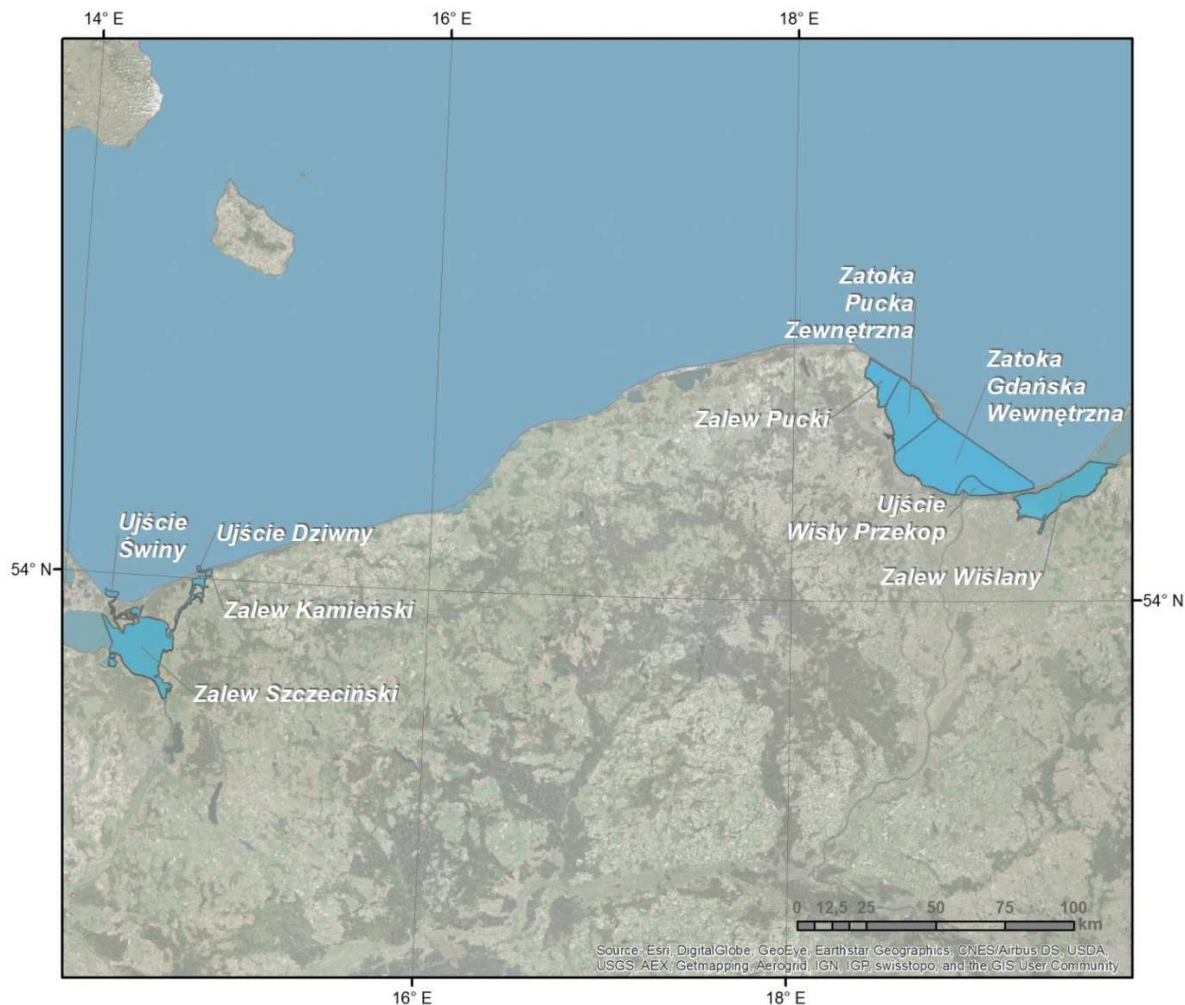 14° E
16° E
18° E
Zatoka
Pucka
Zewnętrzna
Zatoka
Gdańska
Wewnętrzna
Zalew Pucki
Ujście
Wisły Przekop
Zalew Wiślany
Ujście
Świny
Ujście Dziwny
54° N
Zalew Kamieński
54° N
Zalew Szczeciński
0 12,5 25 50 75 100
km
Source: Esri, DigitalGlobe, GeoEye, Earthstar Geographics, CNES/Airbus DS, USDA,
USGS, AEX, Getmapping, Aerogrid, IGN, IGP, swisstopo, and the GIS User Community
16° E
18° E